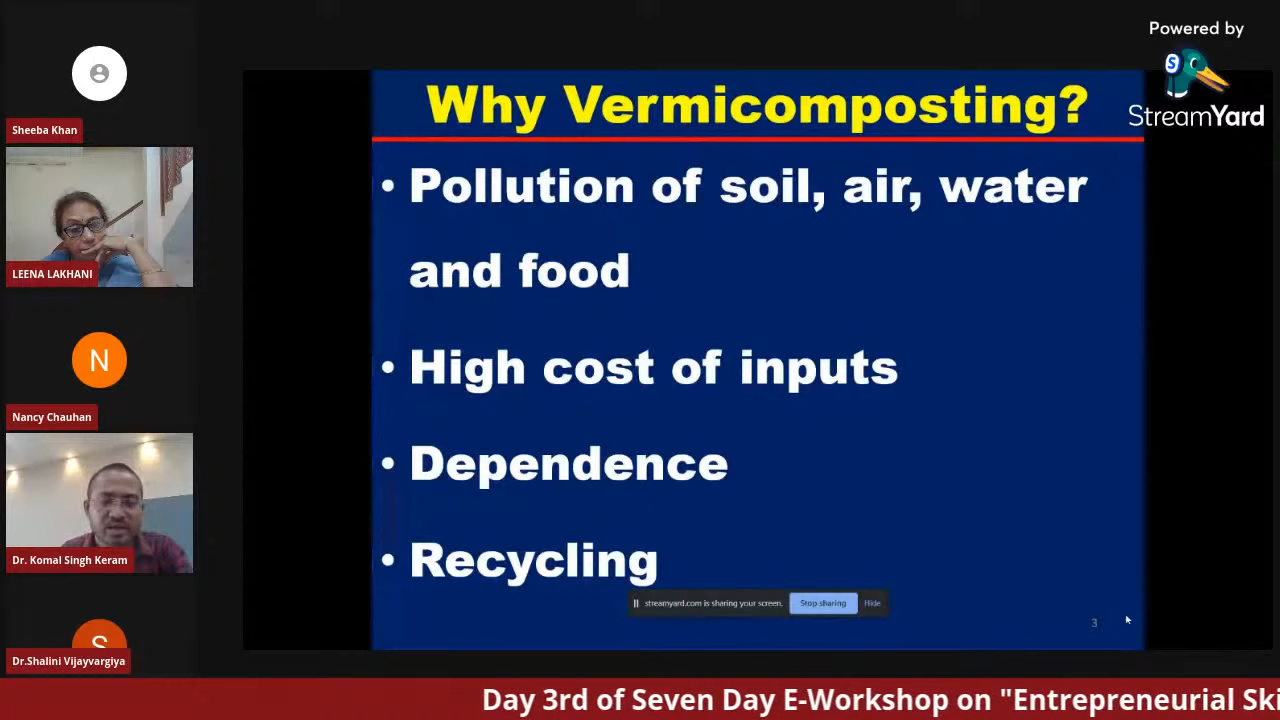 Powered by
S
StreamYard
Sheeba Khan
LEENA LAKHANI
N
Nancy Chauhan
Dr. Komal Singh Keram
S
Dr.Shalini Vijayvargiya
Why Vermicomposting?
• Pollution of soil, air, water
and food
• High cost of inputs
• Dependence
• Recycling
streamyard.com is sharing your screen.
Stop sharing
Hide
3
Day 3rd of Seven Day E-Workshop on "Entrepreneurial Ski